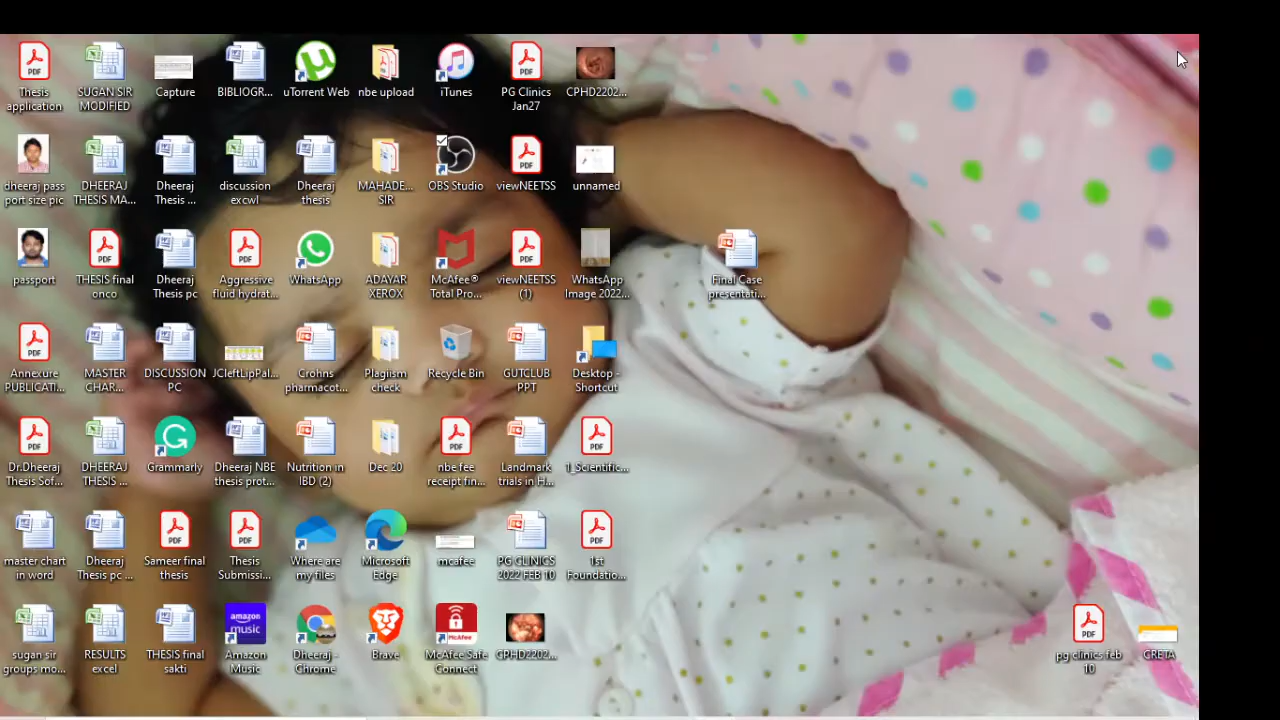 Thesis application
SUGAN SIR MODIFIED
Capture
BIBLIOGR...
uTorrent Web
nbe upload
iTunes
PG Clinics Jan27
CPHD2202...
dheeraj pass port size pic
DHEERAJ THESIS MA...
Dheeraj Thesis ...
discussion excwl
Dheeraj thesis
MAHADE... SIR
OBS Studio
viewNEETSS
unnamed
passport
THESIS final onco
Dheeraj Thesis pc
Aggressive fluid hydrat...
WhatsApp
ADAYAR XEROX
McAfee® Total Pro...
viewNEETSS (1)
WhatsApp Image 2022...
Final Case presentati...
Annexure PUBLICATI...
MASTER CHAR...
DISCUSSION PC
JCleftLipPal...
Crohns pharmacot...
Plagiism check
Recycle Bin
GUTCLUB PPT
Desktop - Shortcut
Dr.Dheeraj Thesis Sof...
DHEERAJ THESIS ...
Grammarly
Dheeraj NBE thesis prot...
Nutrition in IBD (2)
Dec 20
nbe fee receipt fin...
Landmark trials in H...
1_Scientific...
master chart in word
Dheeraj Thesis pc ...
Sameer final thesis
Thesis Submissi...
Where are my files
Microsoft Edge
mcafee
PG CLINICS 2022 FEB 10
1st Foundatio...
sugan sir groups mo...
RESULTS excel
THESIS final sakti
amazon music
Amazon Music
Dheeraj - Chrome
Brave
McAfee Safe Connect
CPHD2202...
pg clinics feb 10
CRETA